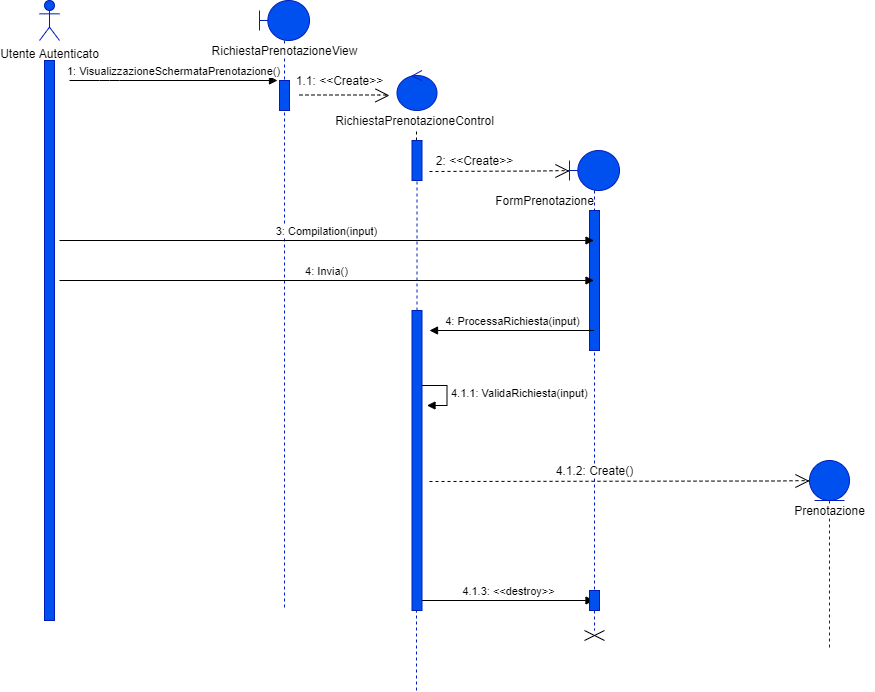 RichiestaPrenotazioneView
Utente Autenticato
1: VisualizzazioneSchermataPrenotazione()
1.1: <<Create>>
RichiestaPrenotazioneControl
2: <<Create>>
FormPrenotazione
3: Compilation(input)
4: Invia()
4: ProcessaRichiesta(input)
4.1.1: ValidaRichiesta(input)
4.1.2: Create()
Prenotazione
4.1.3: <<destroy>>